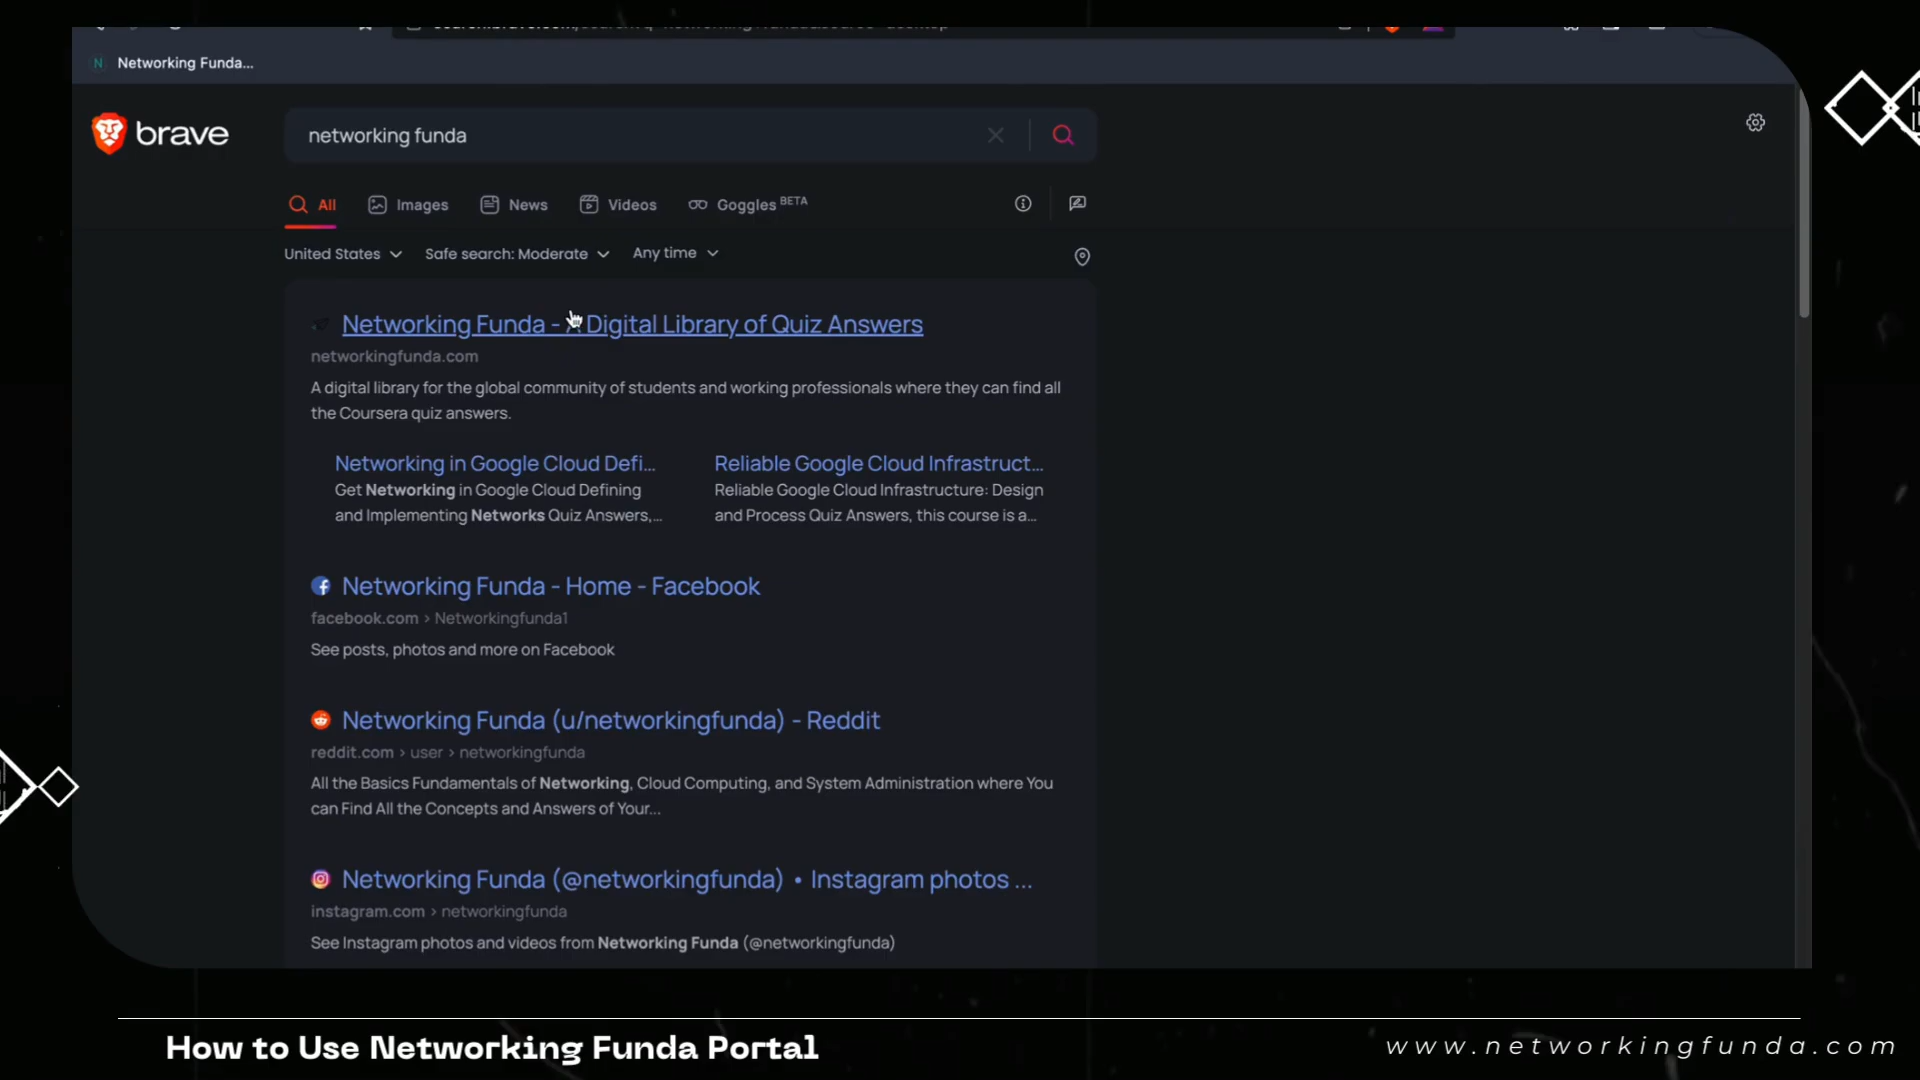 Networking Funda...
brave
networking funda
All
Images
News
Videos
Goggles BETA
United States
Safe search: Moderate
Any time
Networking Funda - A Digital Library of Quiz Answers
networkingfunda.com
A digital library for the global community of students and working professionals where they can find all
the Coursera quiz answers.
Networking in Google Cloud Defi...
Get Networking in Google Cloud Defining
and Implementing Networks Quiz Answers,...
Reliable Google Cloud Infrastruct...
Reliable Google Cloud Infrastructure: Design
and Process Quiz Answers, this course is a...
Networking Funda - Home - Facebook
facebook.com › Networkingfunda1
See posts, photos and more on Facebook
Networking Funda (u/networkingfunda) - Reddit
reddit.com › user › networkingfunda
All the Basics Fundamentals of Networking, Cloud Computing, and System Administration where You
can Find All the Concepts and Answers of Your...
Networking Funda (@networkingfunda) • Instagram photos ...
instagram.com › networkingfunda
See Instagram photos and videos from Networking Funda (@networkingfunda)
How to Use Networking Funda Portal
www.networkingfunda.com